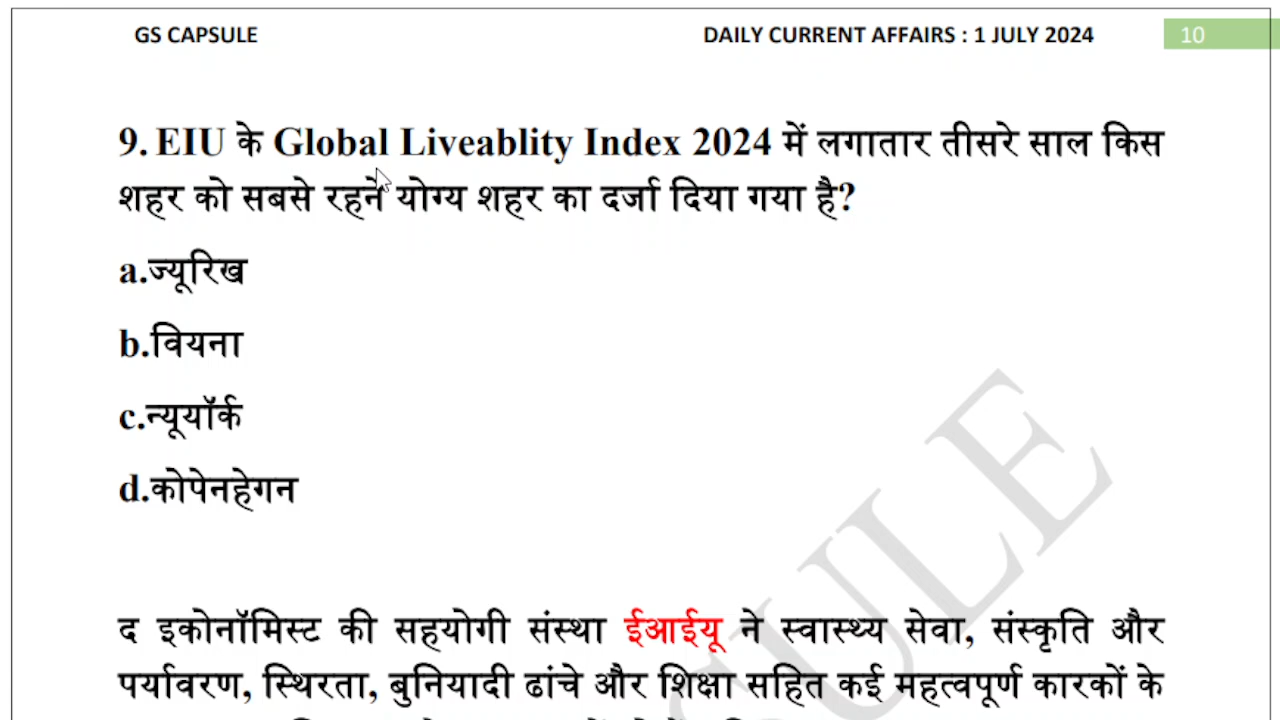 GS CAPSULE DAILY CURRENT AFFAIRS : 1 JULY 2024 10
9. EIU के Global Liveablity Index 2024 में लगातार तीसरे साल किस
शहर को सबसे रहने योग्य शहर का दर्जा दिया गया है?
a.ज्यूरिख
b.वियना
c.न्यूयॉर्क
d.कोपेनहेगन
द इकोनॉमिस्ट की सहयोगी संस्था ईआईयू ने स्वास्थ्य सेवा, संस्कृति और
पर्यावरण, स्थिरता, बुनियादी ढांचे और शिक्षा सहित कई महत्वपूर्ण कारकों के